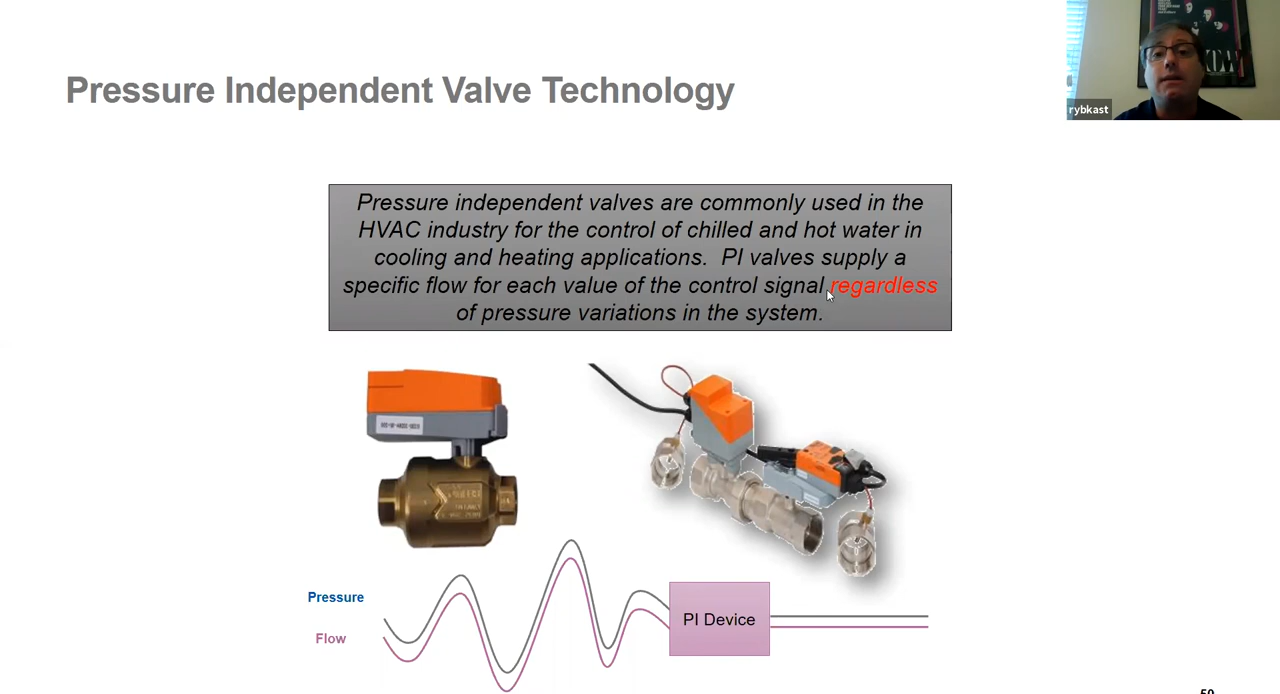 Pressure Independent Valve Technology
rybkast
Pressure independent valves are commonly used in the
HVAC industry for the control of chilled and hot water in
cooling and heating applications. PI valves supply a
specific flow for each value of the control signal regardless
of pressure variations in the system.
Pressure
Flow
PI Device
50